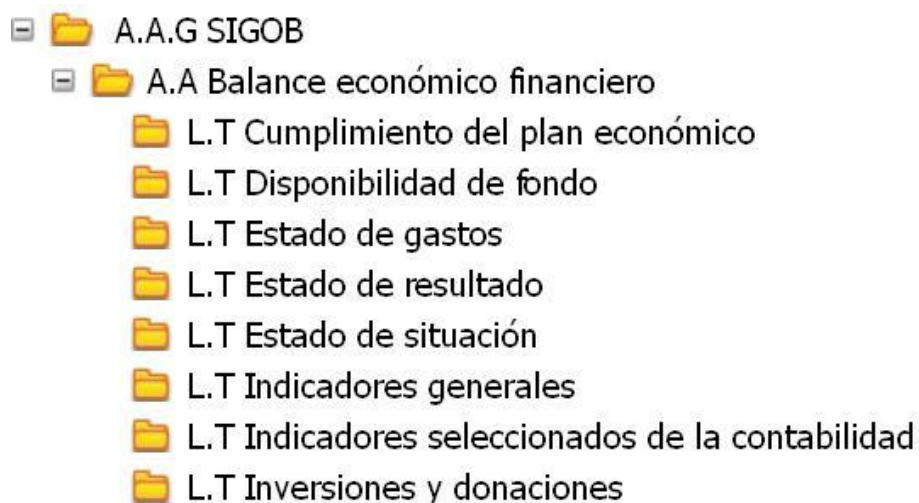 A.A.G SIGOB
A.A Balance económico financiero
L.T Cumplimiento del plan económico
L.T Disponibilidad de fondo
L.T Estado de gastos
L.T Estado de resultado
L.T Estado de situación
L.T Indicadores generales
L.T Indicadores seleccionados de la contabilidad
L.T Inversiones y donaciones